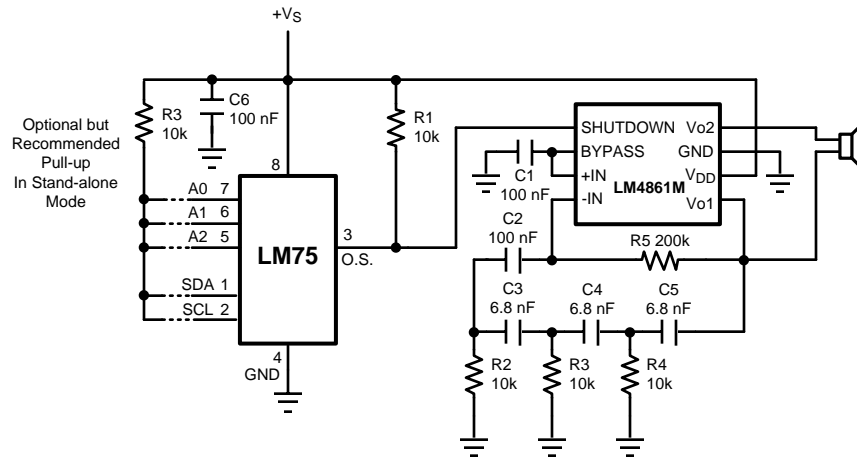 +VS
R3
10k
C6
100 nF
R1
10k
Optional but
Recommended
Pull-up
In Stand-alone
Mode
8
A0 7
A1 6
A2 5
SDA 1
SCL 2
LM75
3
O.S.
4
GND
SHUTDOWN Vo2
BYPASS GND
+IN VDD
-IN Vo1
LM4861M
C1
100 nF
C2
100 nF
R5 200k
C3
6.8 nF
C4
6.8 nF
C5
6.8 nF
R2
10k
R3
10k
R4
10k